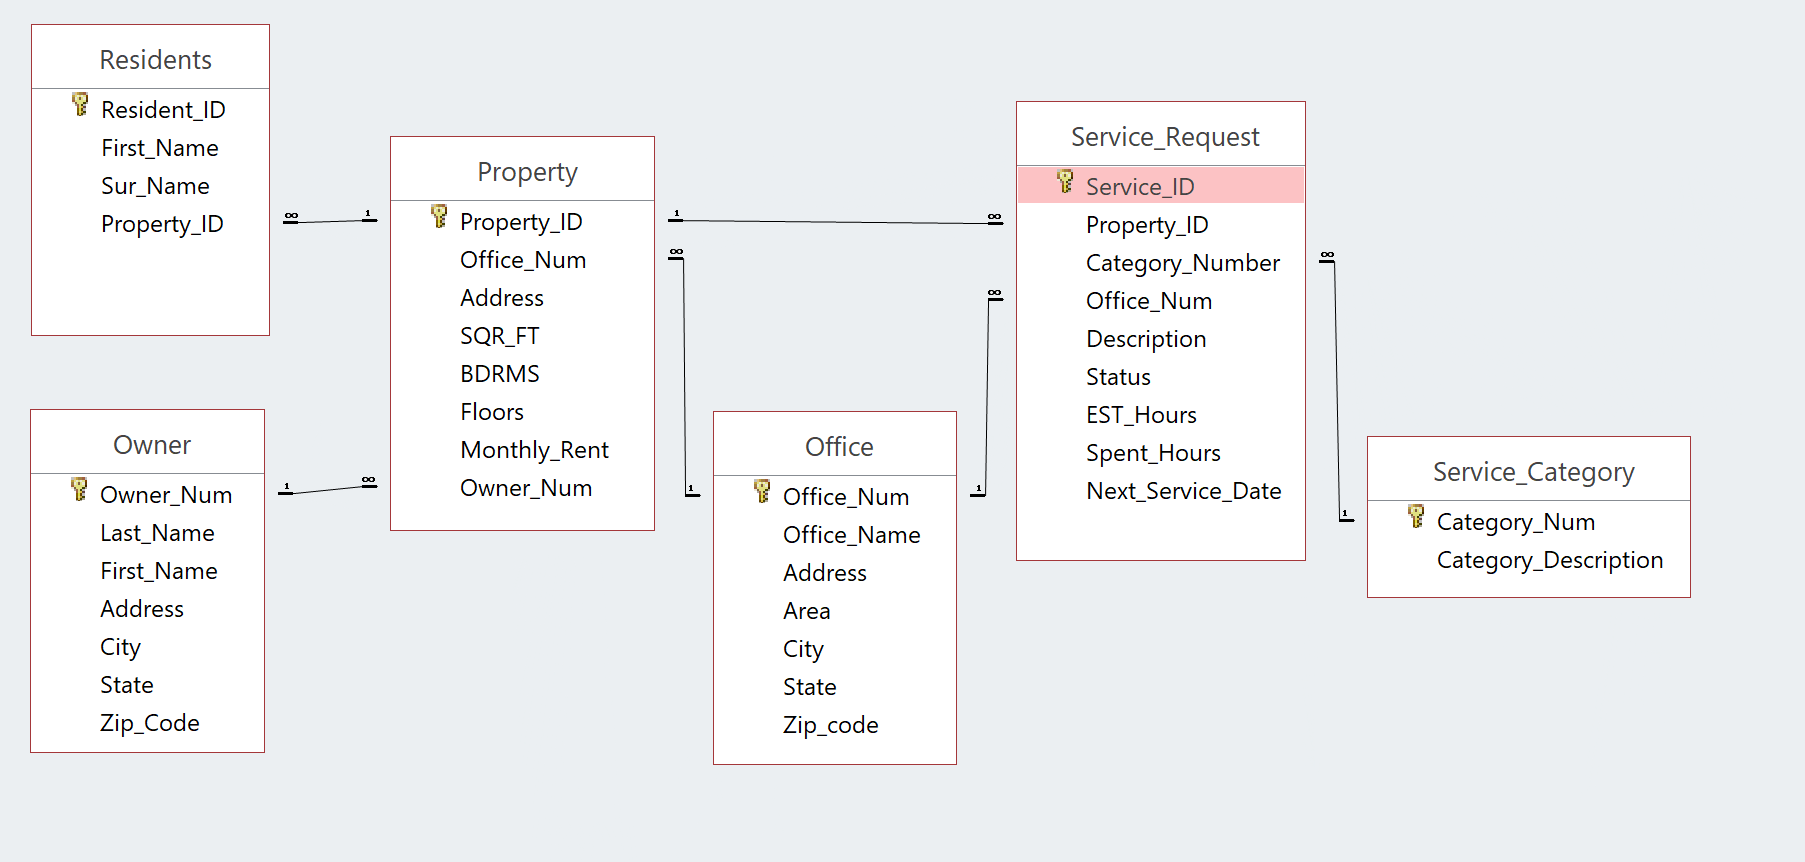 Residents
Resident_ID
First_Name
Sur_Name
Property_ID
∞
1
Property
Property_ID
Office_Num
Address
SQR_FT
BDRMS
Floors
Monthly_Rent
Owner_Num
1
∞
∞
1
Owner
Owner_Num
Last_Name
First_Name
Address
City
State
Zip_Code
1
∞
Office
Office_Num
Office_Name
Address
Area
City
State
Zip_code
1
∞
Service_Request
Service_ID
Property_ID
Category_Number
Office_Num
Description
Status
EST_Hours
Spent_Hours
Next_Service_Date
∞
1
Service_Category
Category_Num
Category_Description